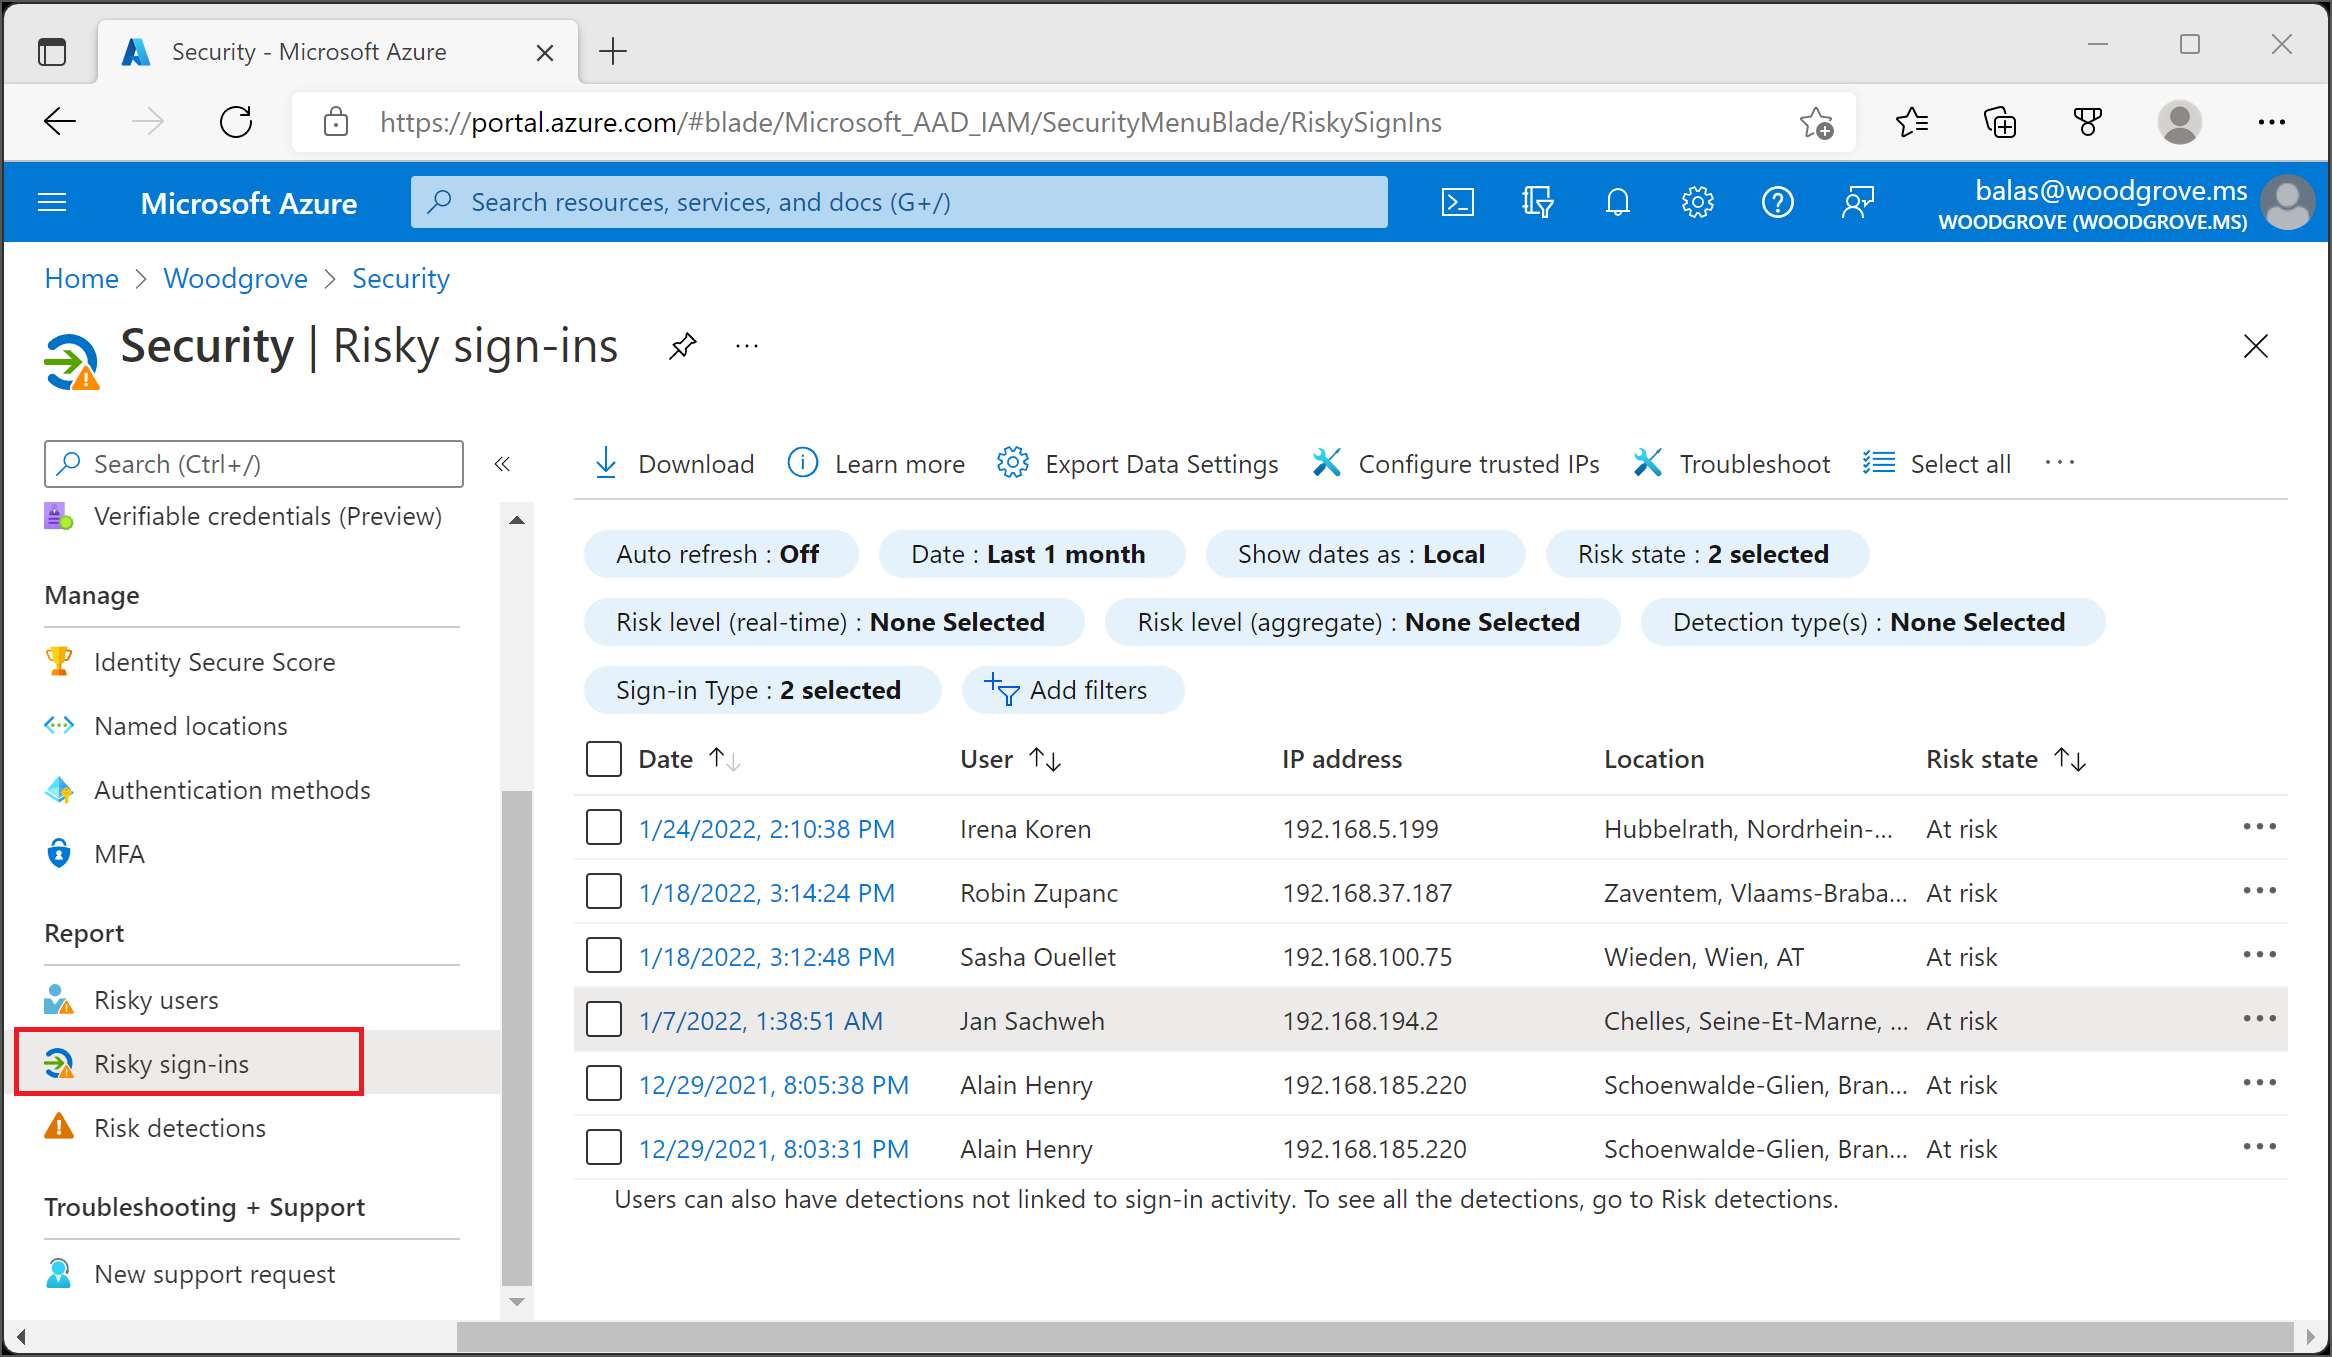 Security - Microsoft Azure
https://portal.azure.com/#blade/Microsoft_AAD_IAM/SecurityMenuBlade/RiskySignIns
Microsoft Azure
Search resources, services, and docs (G+/)
balas@woodgrove.ms
WOODGROVE (WOODGROVE.MS)
Home > Woodgrove > Security
Security | Risky sign-ins
Search (Ctrl+/)
Verifiable credentials (Preview)
Manage
Identity Secure Score
Named locations
Authentication methods
MFA
Report
Risky users
Risky sign-ins
Risk detections
Troubleshooting + Support
New support request
Download Learn more Export Data Settings Configure trusted IPs Troubleshoot Select all
Auto refresh : Off Date : Last 1 month Show dates as : Local Risk state : 2 selected
Risk level (real-time) : None Selected Risk level (aggregate) : None Selected Detection type(s) : None Selected
Sign-in Type : 2 selected Add filters
Date User IP address Location Risk state
1/24/2022, 2:10:38 PM Irena Koren 192.168.5.199 Hubbelrath, Nordrhein-... At risk
1/18/2022, 3:14:24 PM Robin Zupanc 192.168.37.187 Zaventem, Vlaams-Braba... At risk
1/18/2022, 3:12:48 PM Sasha Ouellet 192.168.100.75 Wieden, Wien, AT At risk
1/7/2022, 1:38:51 AM Jan Sachweh 192.168.194.2 Chelles, Seine-Et-Marne, ... At risk
12/29/2021, 8:05:38 PM Alain Henry 192.168.185.220 Schoenwalde-Glien, Bran... At risk
12/29/2021, 8:03:31 PM Alain Henry 192.168.185.220 Schoenwalde-Glien, Bran... At risk
Users can also have detections not linked to sign-in activity. To see all the detections, go to Risk detections.